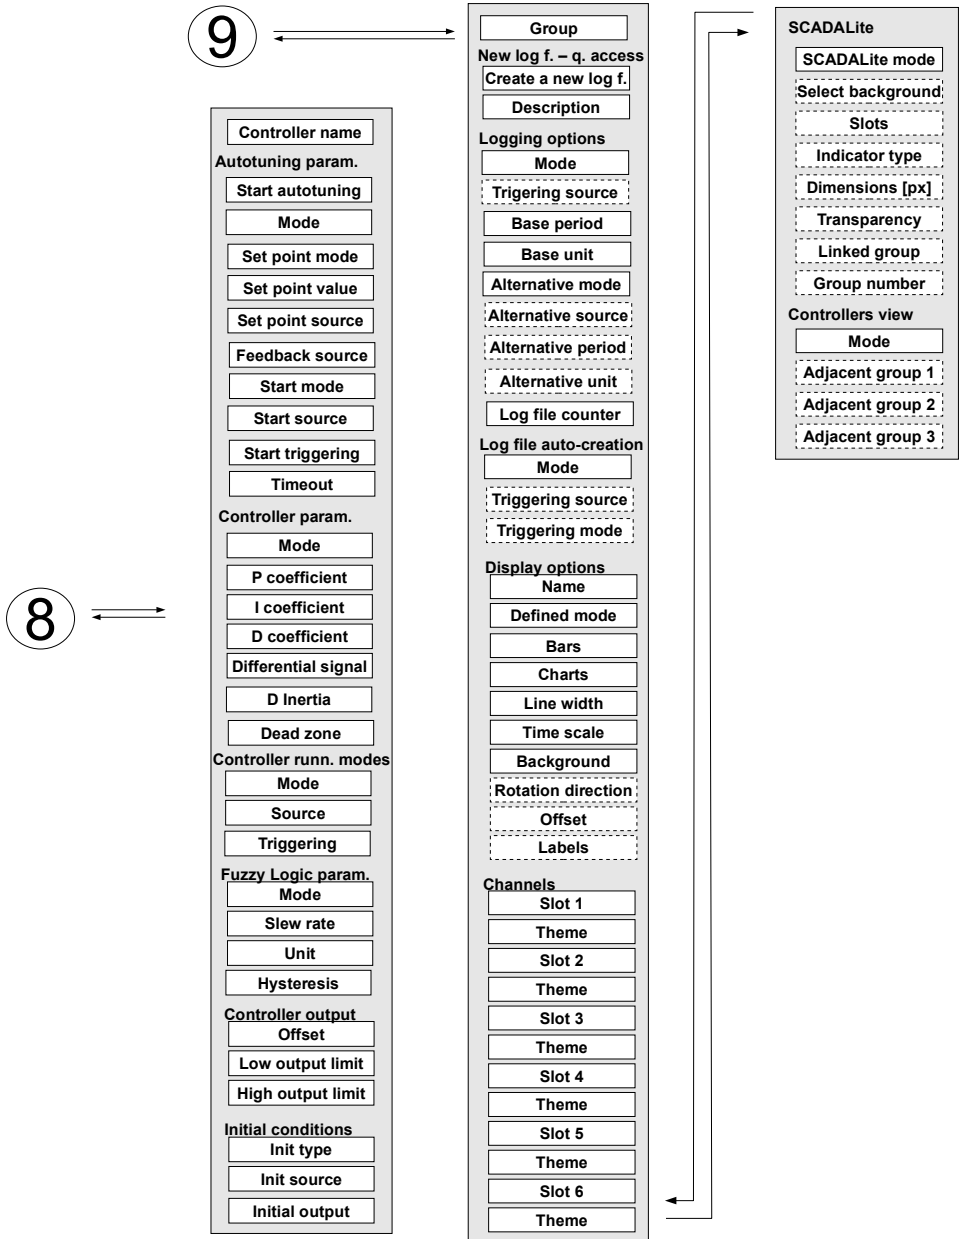 9
8
Controller name
Autotuning param.
Start autotuning
Mode
Set point mode
Set point value
Set point source
Feedback source
Start mode
Start source
Start triggering
Timeout
Controller param.
Mode
P coefficient
I coefficient
D coefficient
Differential signal
D Inertia
Dead zone
Controller runn. modes
Mode
Source
Triggering
Fuzzy Logic param.
Mode
Slew rate
Unit
Hysteresis
Controller output
Offset
Low output limit
High output limit
Initial conditions
Init type
Init source
Initial output
Group
New log f. – q. access
Create a new log f.
Description
Logging options
Mode
Trigering source
Base period
Base unit
Alternative mode
Alternative source
Alternative period
Alternative unit
Log file counter
Log file auto-creation
Mode
Triggering source
Triggering mode
Display options
Name
Defined mode
Bars
Charts
Line width
Time scale
Background
Rotation direction
Offset
Labels
Channels
Slot 1
Theme
Slot 2
Theme
Slot 3
Theme
Slot 4
Theme
Slot 5
Theme
Slot 6
Theme
SCADALite
SCADALite mode
Select background
Slots
Indicator type
Dimensions [px]
Transparency
Linked group
Group number
Controllers view
Mode
Adjacent group 1
Adjacent group 2
Adjacent group 3